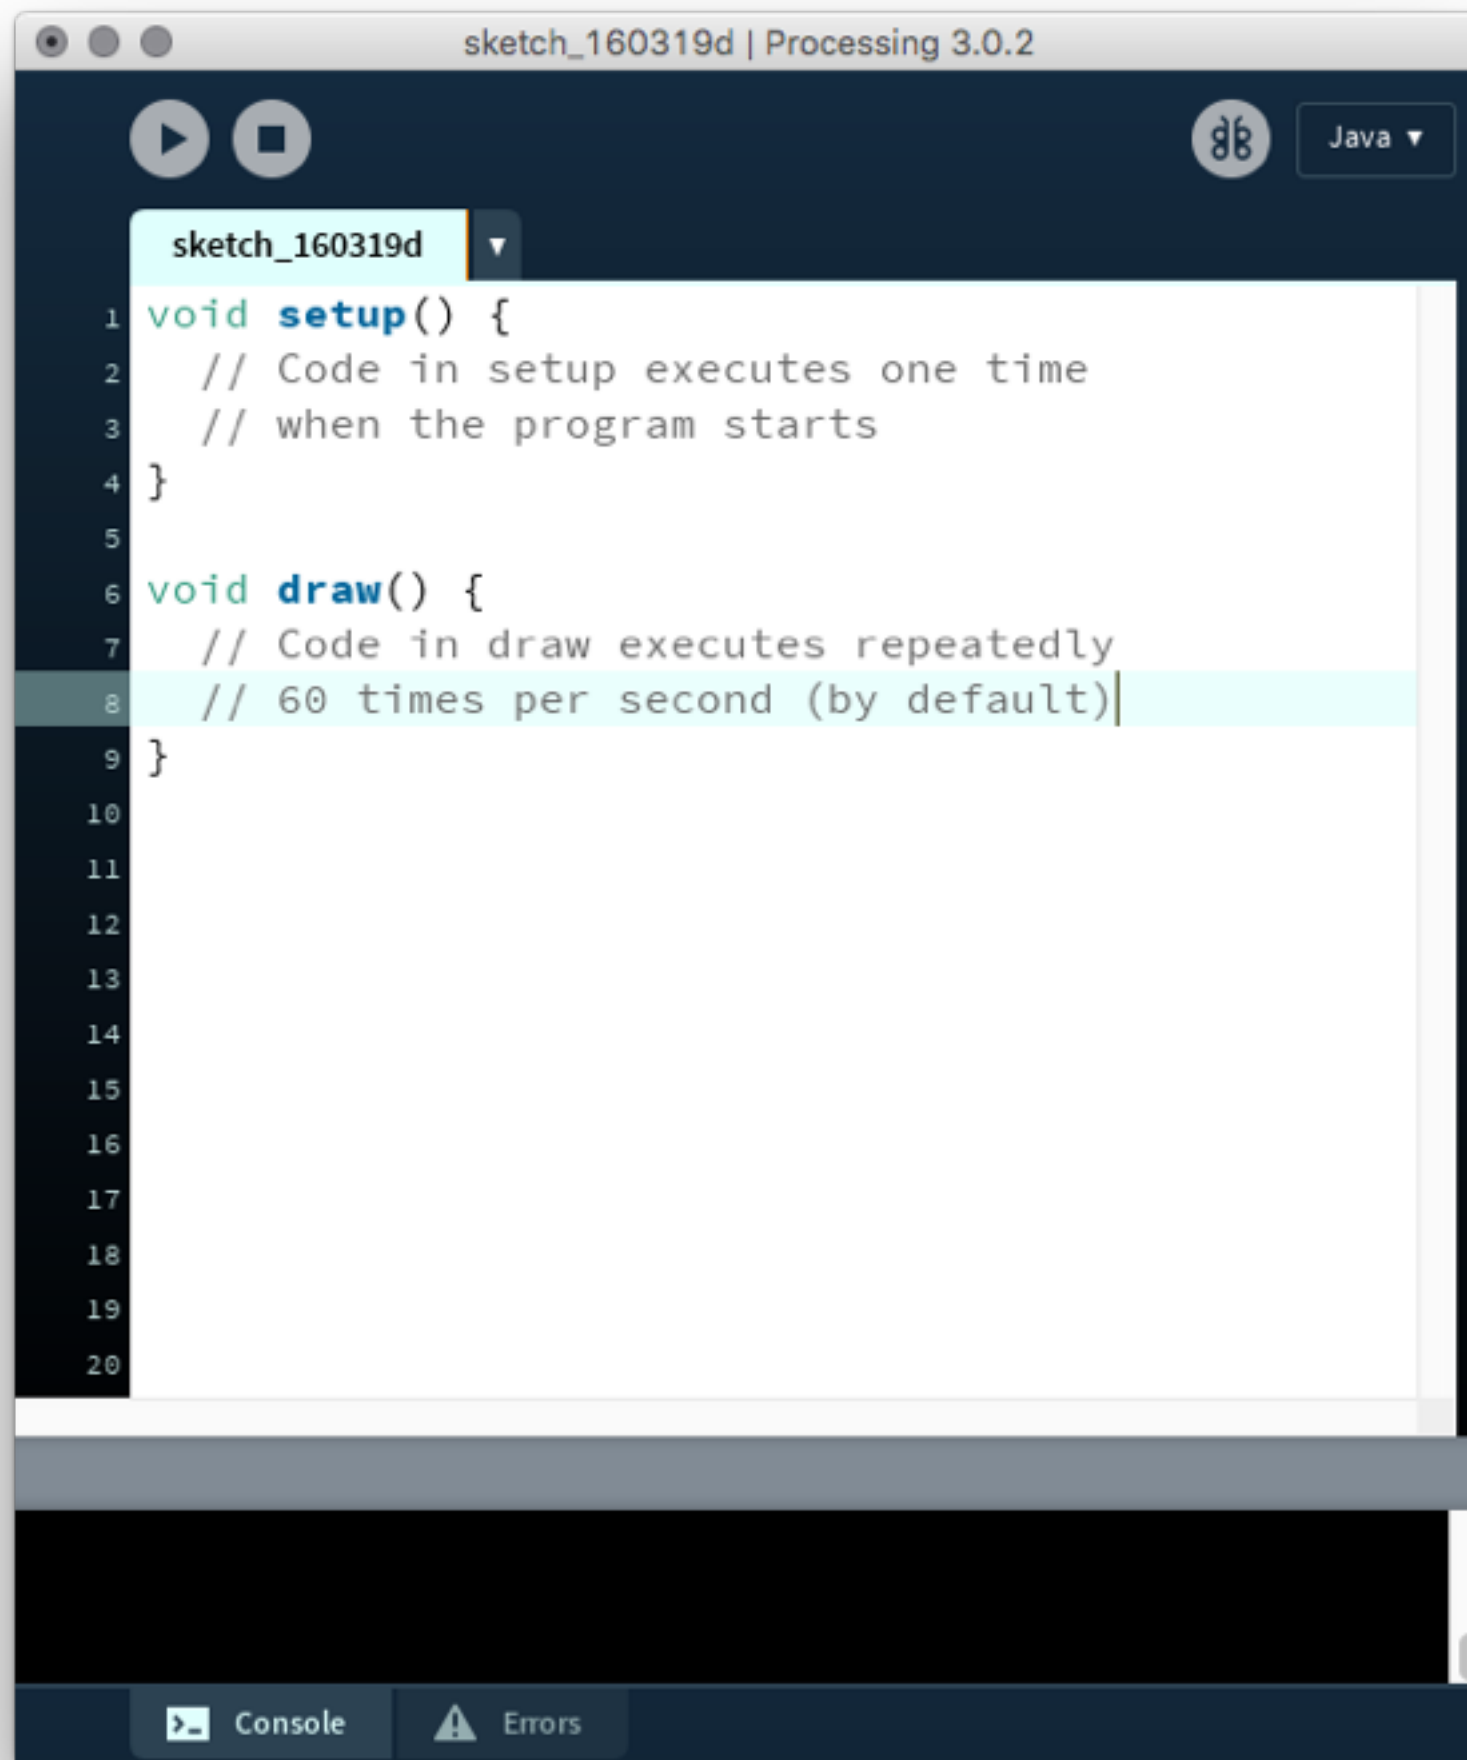 sketch_160319d | Processing 3.0.2
Java ▼
sketch_160319d ▼
1 void setup() {
2   // Code in setup executes one time
3   // when the program starts
4 }
5
6 void draw() {
7   // Code in draw executes repeatedly
8   // 60 times per second (by default)
9 }
10
11
12
13
14
15
16
17
18
19
20
>_ Console Errors